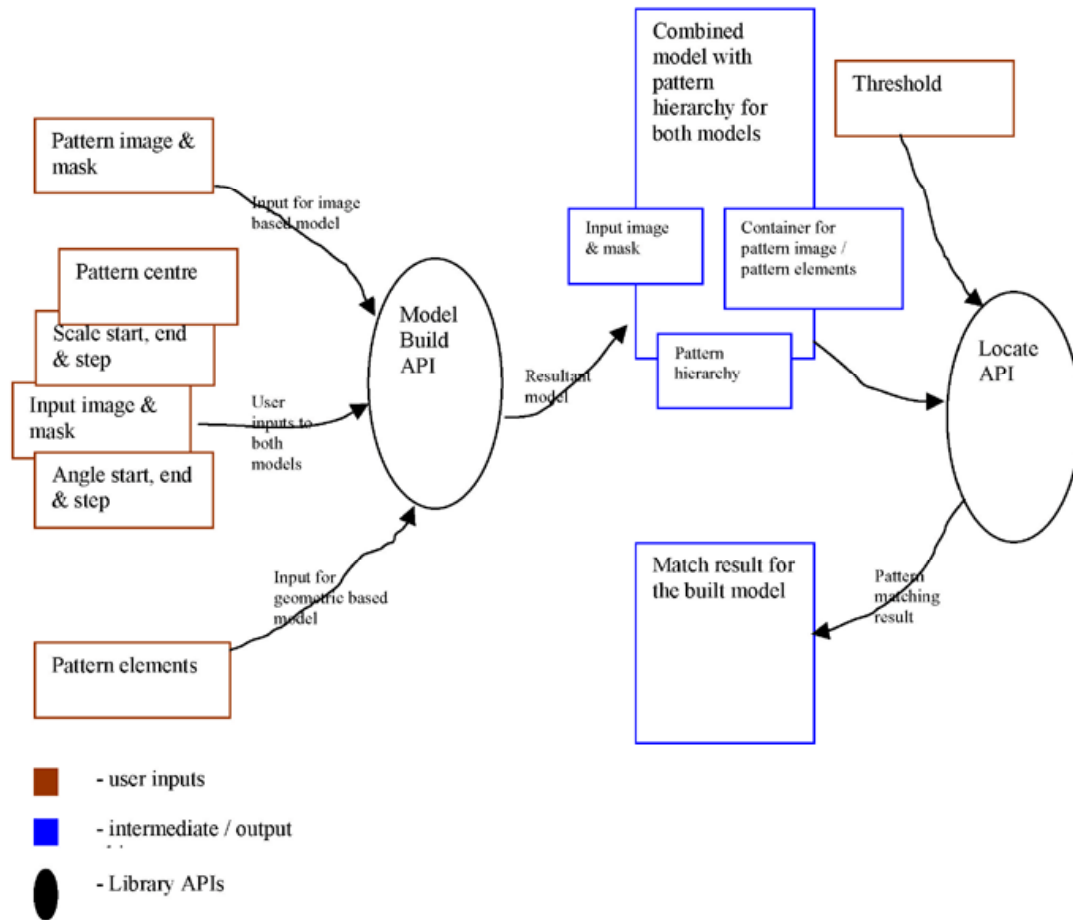 Pattern image &
mask
Input for image
based model
Pattern centre
Scale start, end
& step
Input image &
mask
Angle start, end
& step
User
inputs to
both
models
Input for
geometric based
model
Pattern elements
Model
Build
API
Resultant
model
Combined
model with
pattern
hierarchy for
both models
Input image
& mask
Container for
pattern image /
pattern elements
Pattern
hierarchy
Threshold
Locate
API
Pattern
matching
result
Match result for
the built model
- user inputs
- intermediate / output
- Library APIs